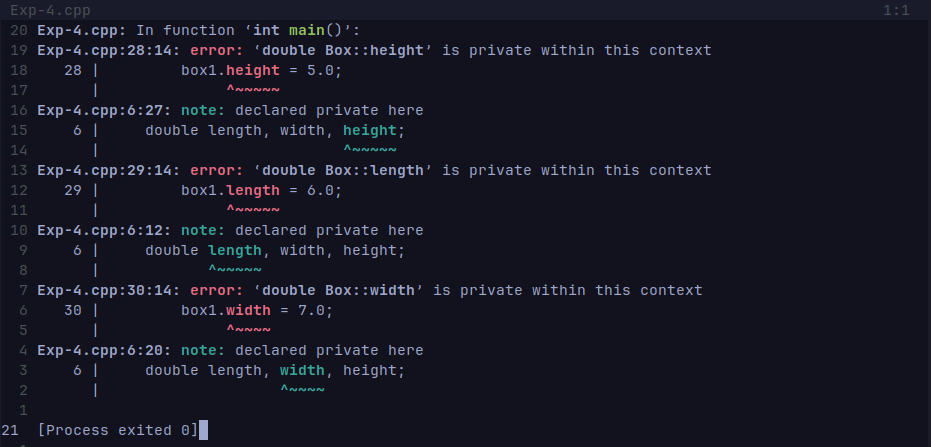 Exp-4.cpp 1:1
20 Exp-4.cpp: In function ‘int main()’:
19 Exp-4.cpp:28:14: error: ‘double Box::height’ is private within this context
18    28 |         box1.height = 5.0;
17       |              ^~~~~~
16 Exp-4.cpp:6:27: note: declared private here
15     6 |     double length, width, height;
14       |                           ^~~~~~
13 Exp-4.cpp:29:14: error: ‘double Box::length’ is private within this context
12    29 |         box1.length = 6.0;
11       |              ^~~~~~
10 Exp-4.cpp:6:12: note: declared private here
9     6 |     double length, width, height;
8       |            ^~~~~~
7 Exp-4.cpp:30:14: error: ‘double Box::width’ is private within this context
6    30 |         box1.width = 7.0;
5       |              ^~~~~
4 Exp-4.cpp:6:20: note: declared private here
3     6 |     double length, width, height;
2       |                    ^~~~~
1
21 [Process exited 0]